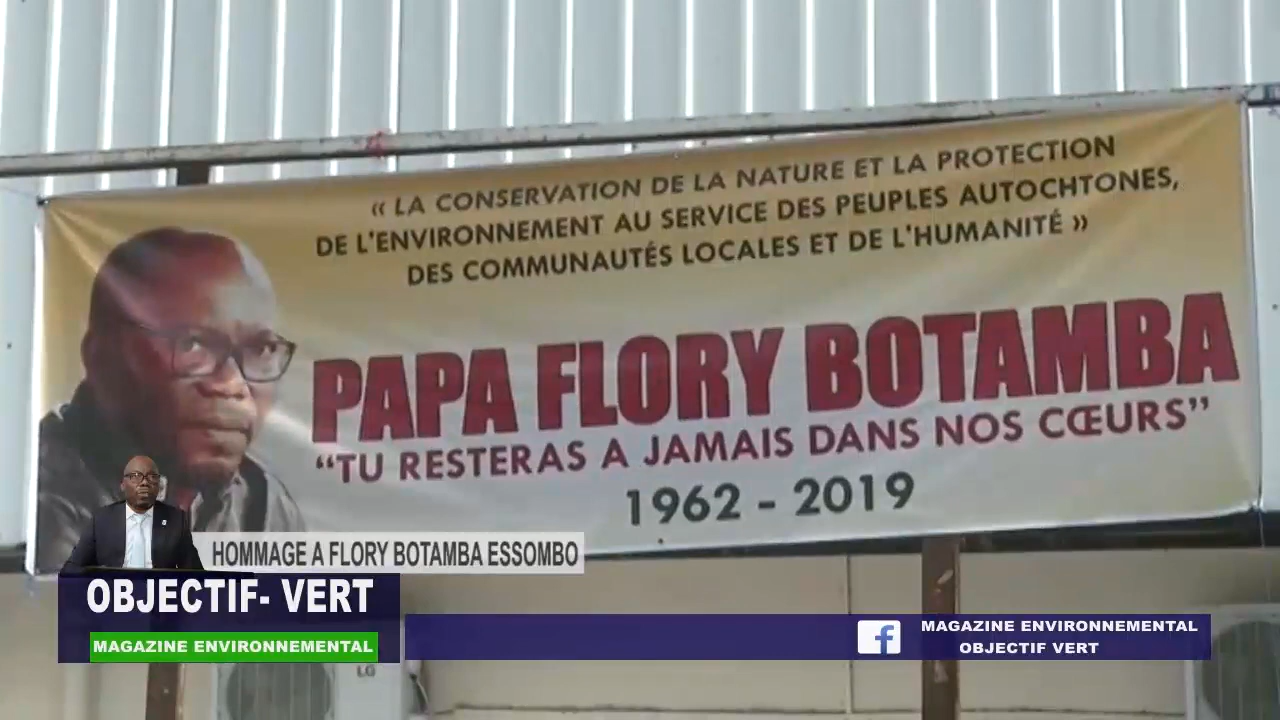 « LA CONSERVATION DE LA NATURE ET LA PROTECTION
DE L'ENVIRONNEMENT AU SERVICE DES PEUPLES AUTOCHTONES,
DES COMMUNAUTÉS LOCALES ET DE L'HUMANITÉ »
PAPA FLORY BOTAMBA
“TU RESTERAS A JAMAIS DANS NOS CŒURS”
1962 - 2019
HOMMAGE A FLORY BOTAMBA ESSOMBO
OBJECTIF- VERT
MAGAZINE ENVIRONNEMENTAL
f MAGAZINE ENVIRONNEMENTAL
OBJECTIF VERT
LG